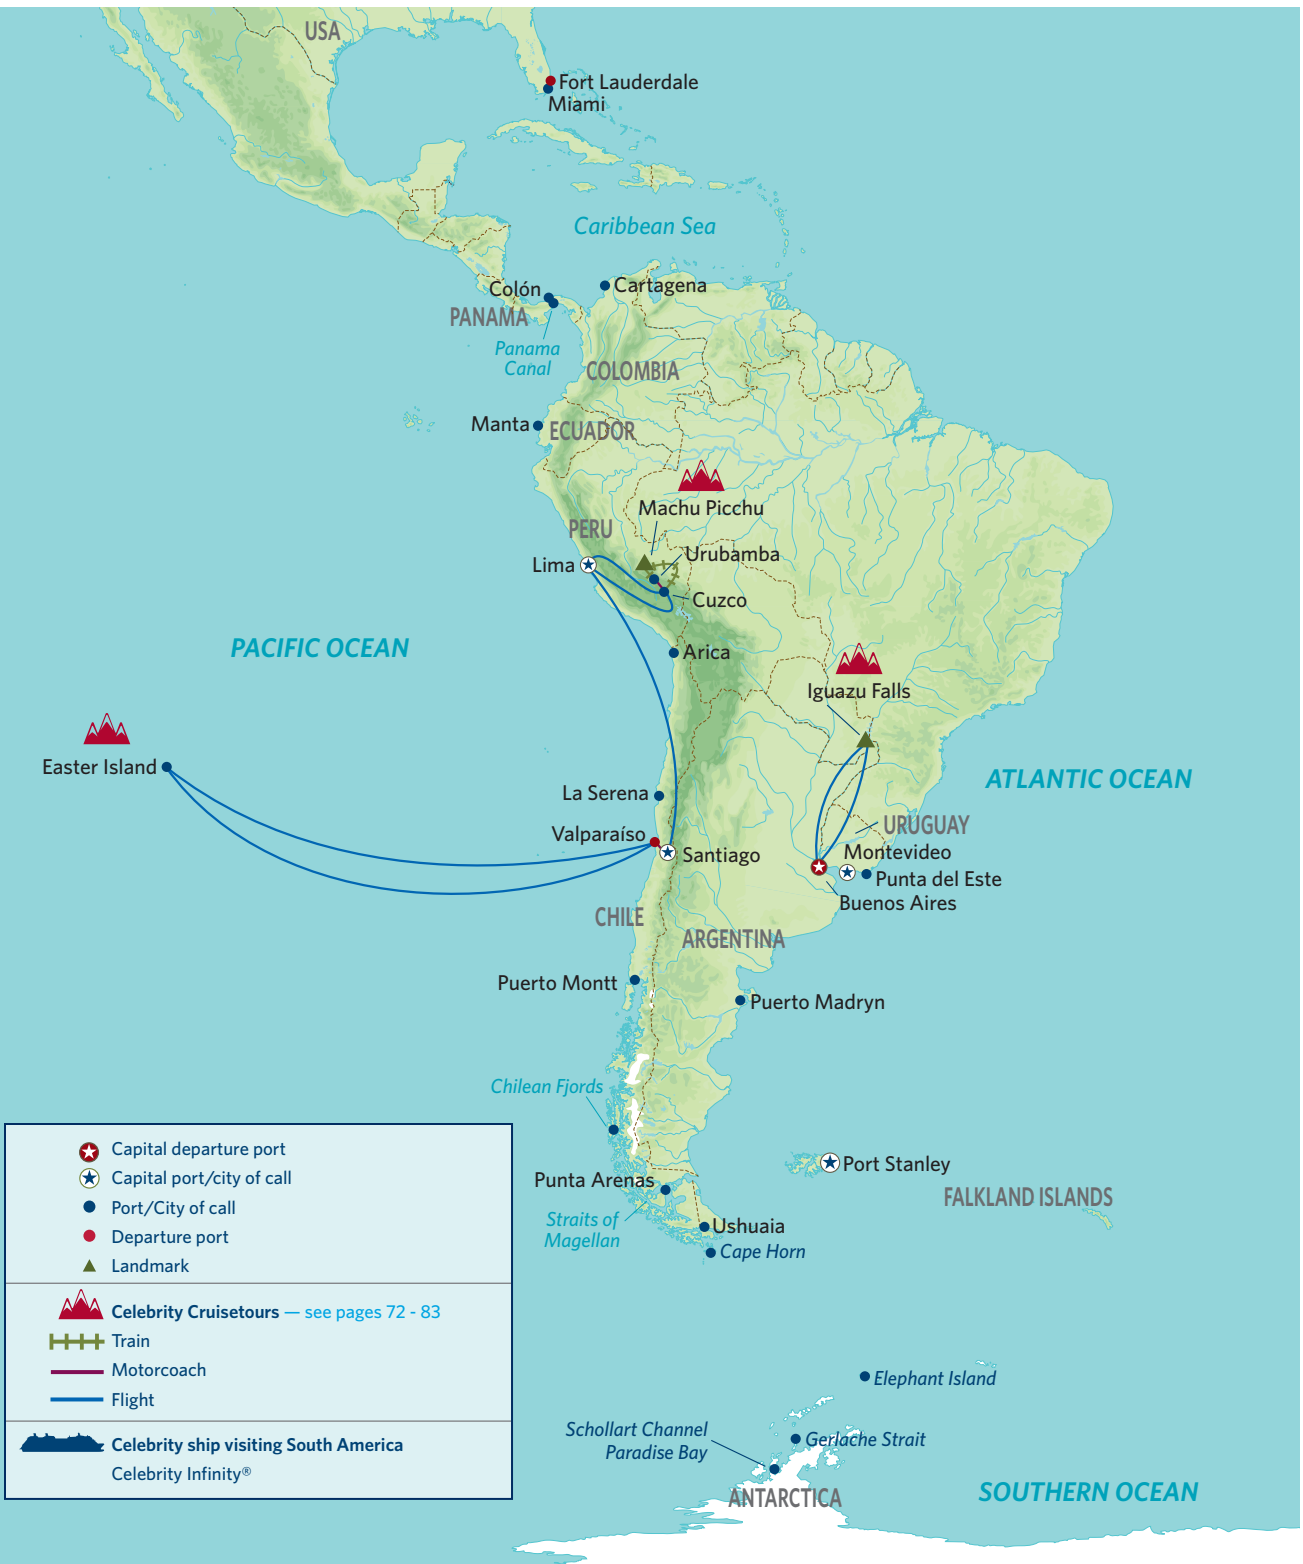 USA
Fort Lauderdale
Miami
Caribbean Sea
Colón
Cartagena
PANAMA
Panama
Canal
COLOMBIA
Manta
ECUADOR
Machu Picchu
PERU
Urubamba
Lima
Cuzco
PACIFIC OCEAN
Arica
Iguazu Falls
Easter Island
ATLANTIC OCEAN
La Serena
Valparaíso
URUGUAY
Santiago
Montevideo
Punta del Este
Buenos Aires
CHILE
ARGENTINA
Puerto Montt
Puerto Madryn
Chilean Fjords
Port Stanley
Punta Arenas
FALKLAND ISLANDS
Straits of
Magellan
Ushuaia
Cape Horn
Capital departure port
Capital port/city of call
Port/City of call
Departure port
Landmark
Celebrity Cruisetours — see pages 72 - 83
Train
Motorcoach
Flight
Celebrity ship visiting South America
Celebrity Infinity®
Elephant Island
Schollart Channel
Paradise Bay
Gerlache Strait
SOUTHERN OCEAN
ANTARCTICA